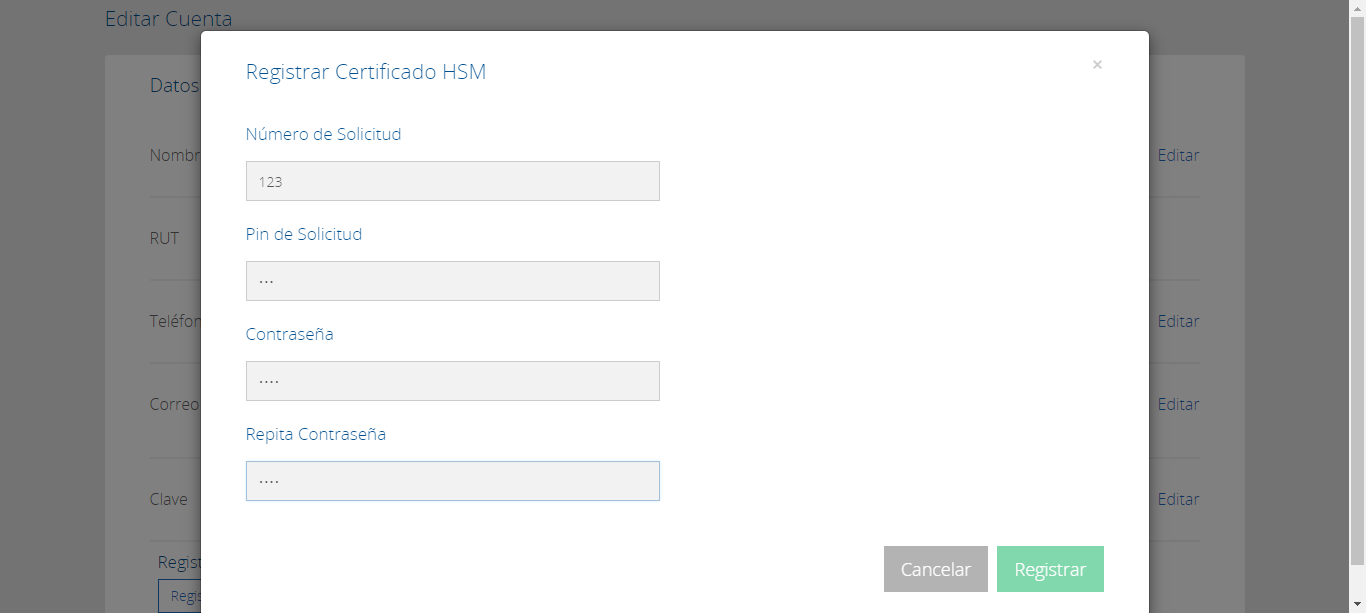 Editar Cuenta
Registrar Certificado HSM
×
Datos
Número de Solicitud
Nombr
123
Editar
Pin de Solicitud
RUT
...
Contraseña
Teléfon
....
Editar
Repita Contraseña
Correo
....
Editar
Clave
Editar
Regist
Cancelar
Registrar
Regis